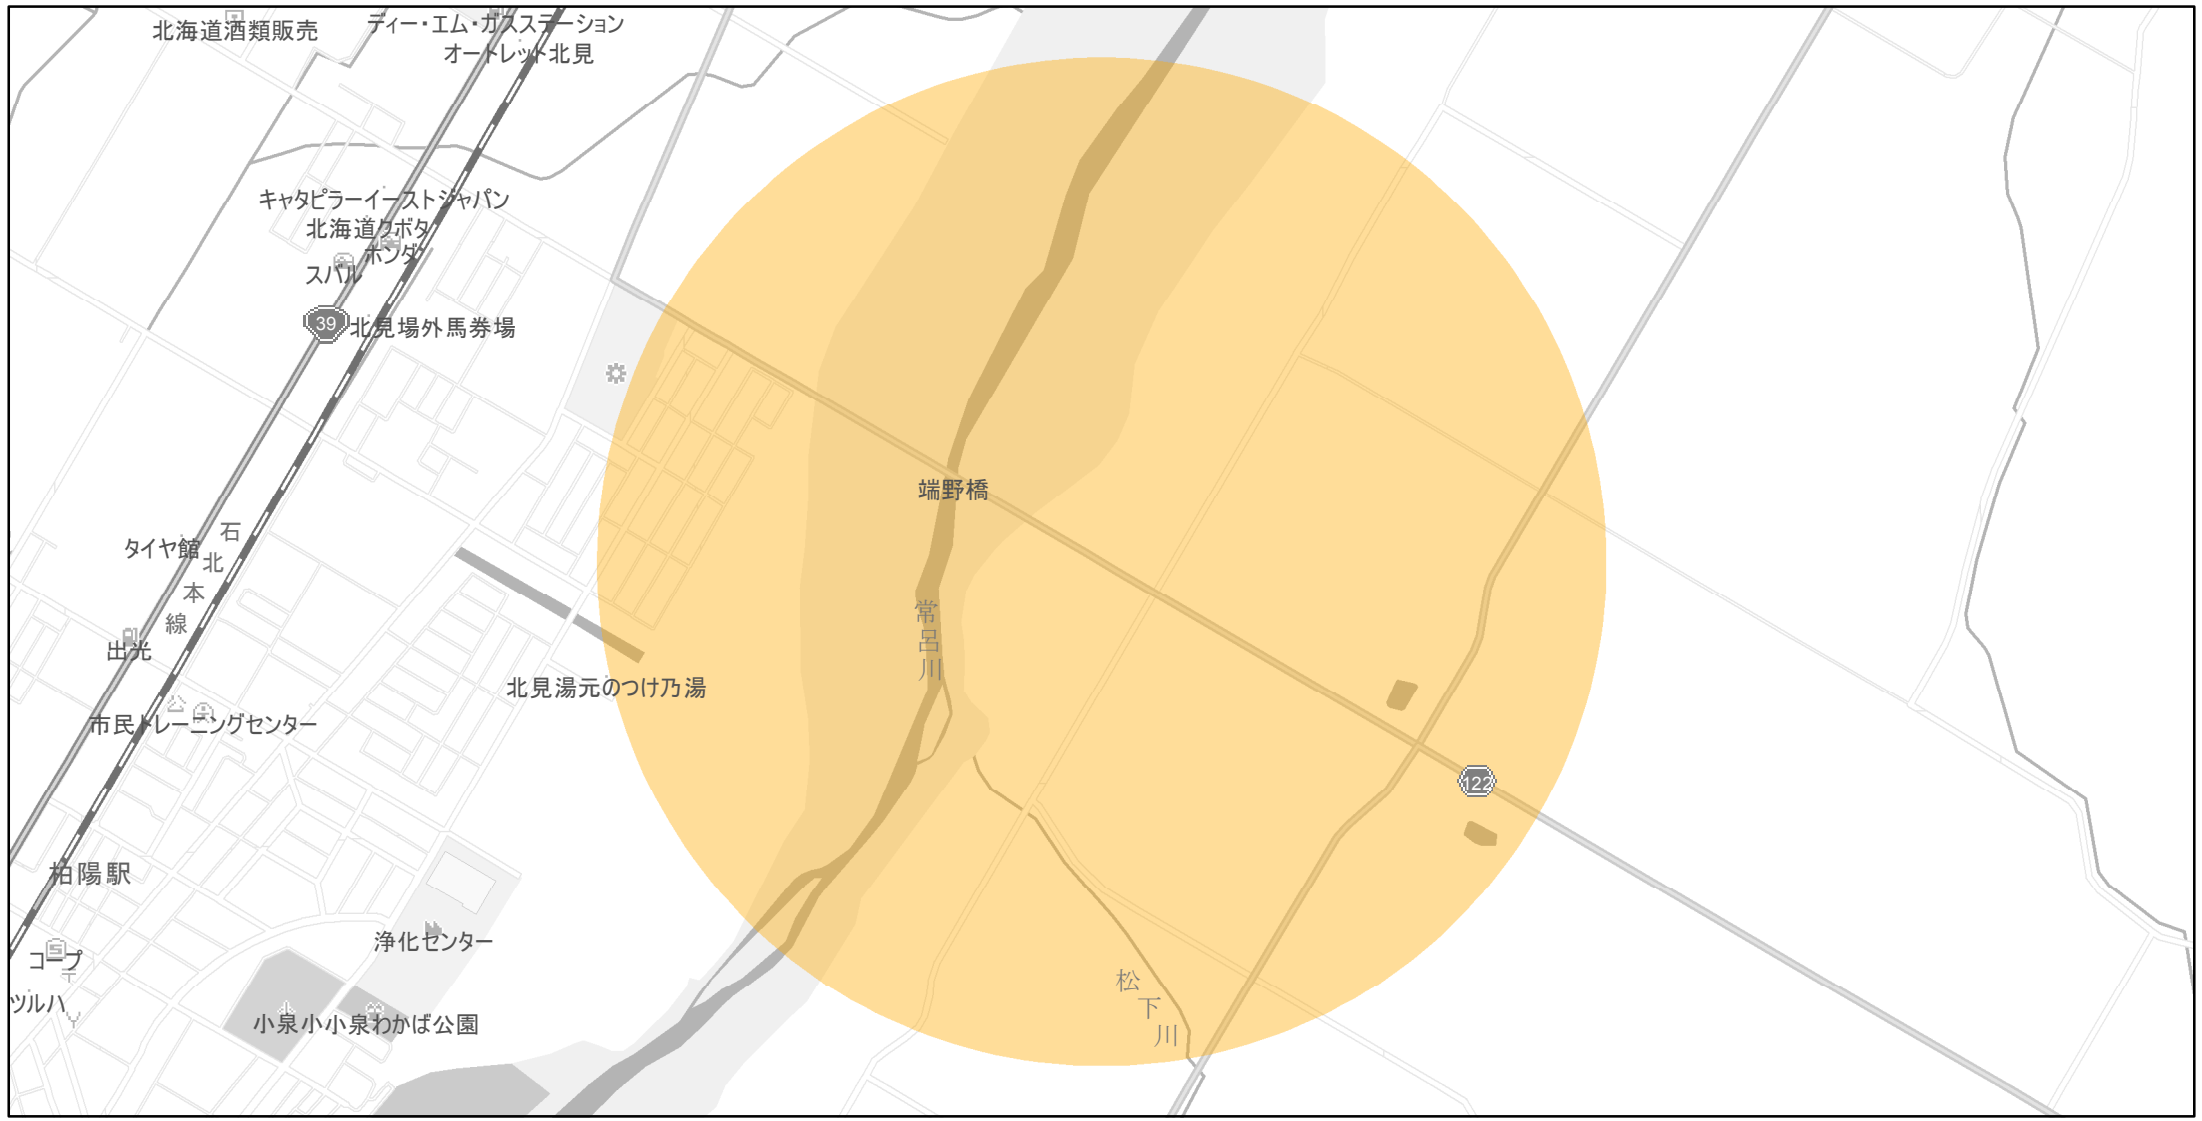 北海道酒類販売
ディー・エム・ガスステーション
オートレット北見
キャタピラーイーストジャパン
北海道クボタ
ホンダ
スバル
39
北見場外馬券場
端野橋
タイヤ館
石北本線
常呂川
出光
北見湯元のつけ乃湯
公
市民トレーニングセンター
122
柏陽駅
浄化センター
コープ
S
〒
松下川
ツルハ
小泉小
小泉わかば公園